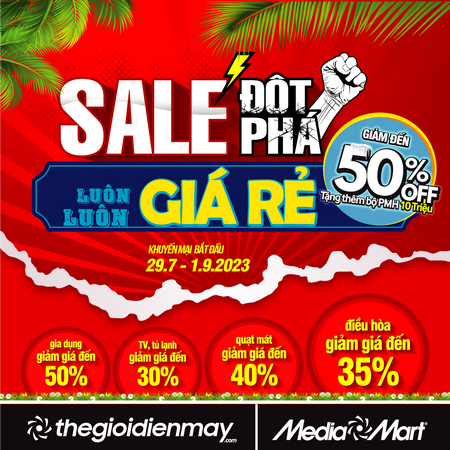 SALE ĐỘT PHÁ
GIẢM ĐẾN
50% OFF
Tặng thêm bộ PMH 10 Triệu
LUÔN LUÔN GIÁ RẺ
KHUYẾN MẠI BẮT ĐẦU
29.7 - 1.9.2023
gia dụng
giảm giá đến
50%
TV, tủ lạnh
giảm giá đến
30%
quạt mát
giảm giá đến
40%
điều hòa
giảm giá đến
35%
thegioidienmay.com
MediaMart